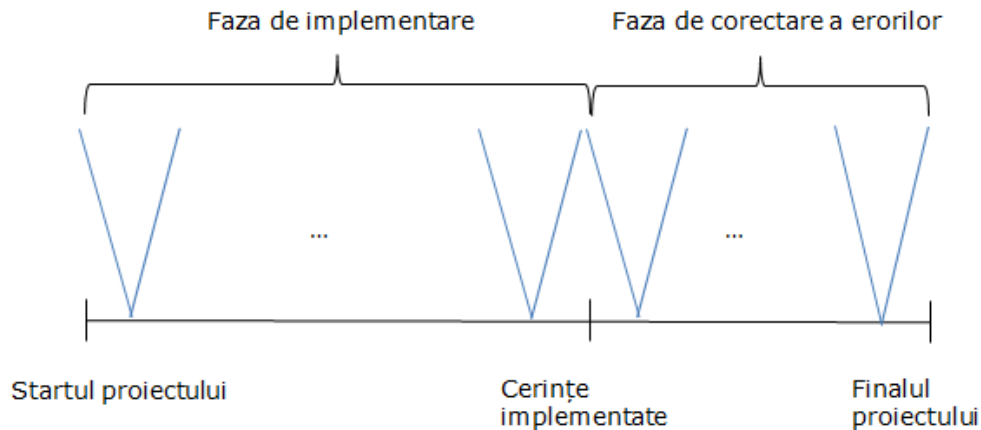 Faza de implementare
Faza de corectare a erorilor
...
...
Startul proiectului
Cerințe
implementate
Finalul
proiectului